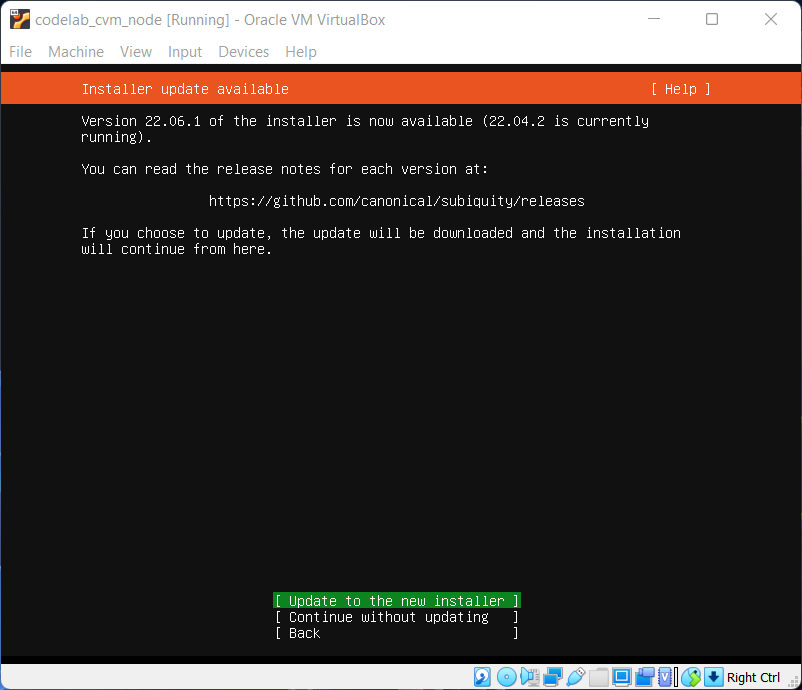 codelab_cvm_node [Running] - Oracle VM VirtualBox
File Machine View Input Devices Help
Installer update available [ Help ]
Version 22.06.1 of the installer is now available (22.04.2 is currently
running).
You can read the release notes for each version at:
https://github.com/canonical/subiquity/releases
If you choose to update, the update will be downloaded and the installation
will continue from here.
[ Update to the new installer ]
[ Continue without updating ]
[ Back ]
Right Ctrl